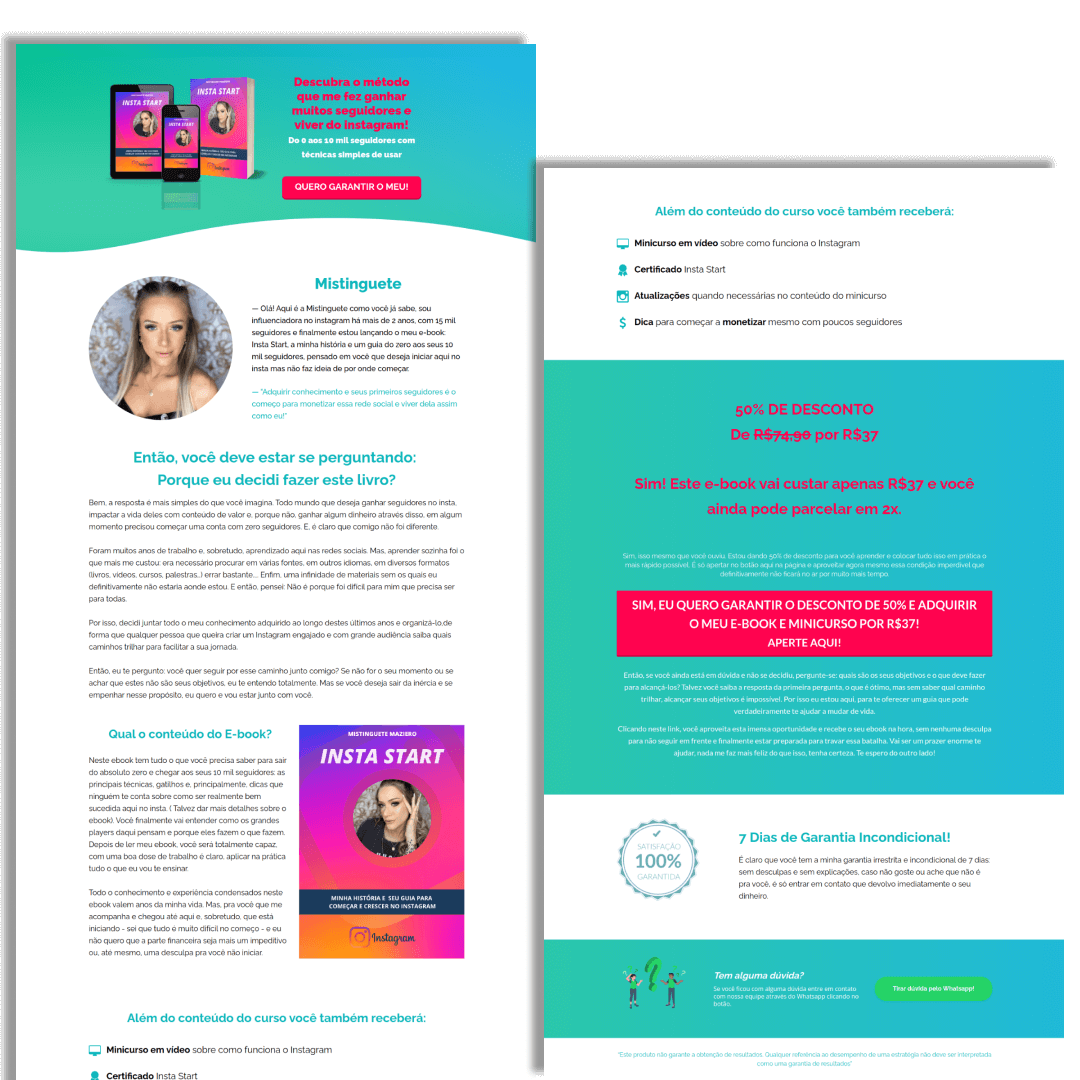 MISTINGUETE MAZIERO
INSTA START
INSTA START
INSTA START
Instagram
Descubra o método
que me fez ganhar
muitos seguidores e
viver do instagram!
Do 0 aos 10 mil seguidores com
técnicas simples de usar
QUERO GARANTIR O MEU!
Mistinguete
— Olá! Aqui é a Mistinguete como você já sabe, sou
influenciadora no instagram há mais de 2 anos, com 15 mil
seguidores e finalmente estou lançando o meu e-book:
Insta Start, a minha história e um guia do zero aos seus 10
mil seguidores, pensado em você que deseja iniciar aqui no
insta mas não faz ideia de por onde começar.
— "Adquirir conhecimento e seus primeiros seguidores é o
começo para monetizar essa rede social e viver dela assim
como eu!"
Então, você deve estar se perguntando:
Porque eu decidi fazer este livro?
Bem, a resposta é mais simples do que você imagina. Todo mundo que deseja ganhar seguidores no insta,
impactar a vida deles com conteúdo de valor e, porque não, ganhar algum dinheiro através disso, em algum
momento precisou começar uma conta com zero seguidores. E, é claro que comigo não foi diferente.
Foram muitos anos de trabalho e, sobretudo, aprendizado aqui nas redes sociais. Mas, aprender sozinha foi o
que mais me custou: era necessário procurar em várias fontes, em outros idiomas, em diversos formatos
(livros, vídeos, cursos, palestras..) errar bastante... Enfim, uma infinidade de materiais sem os quais eu
definitivamente não estaria aonde estou. E então, pensei: Não é porque foi difícil para mim que precisa ser
para todas.
Por isso, decidi juntar todo o meu conhecimento adquirido ao longo destes últimos anos e organizá-lo,de
forma que qualquer pessoa que queira criar um Instagram engajado e com grande audiência saiba quais
caminhos trilhar para facilitar a sua jornada.
Então, eu te pergunto: você quer seguir por esse caminho junto comigo? Se não for o seu momento ou se
achar que estes não são seus objetivos, eu te entendo totalmente. Mas se você deseja sair da inércia e se
empenhar nesse propósito, eu quero e vou estar junto com você.
Qual o conteúdo do E-book?
Neste ebook tem tudo o que você precisa saber para sair
do absoluto zero e chegar aos seus 10 mil seguidores: as
principais técnicas, gatilhos e, principalmente, dicas que
ninguém te conta sobre como ser realmente bem
sucedida aqui no insta. ( Talvez dar mais detalhes sobre o
ebook). Você finalmente vai entender como os grandes
players daqui pensam e porque eles fazem o que fazem.
Depois de ler meu ebook, você será totalmente capaz,
com uma boa dose de trabalho é claro, aplicar na prática
tudo o que eu vou te ensinar.
Todo o conhecimento e experiência condensados neste
ebook valem anos da minha vida. Mas, pra você que me
acompanha e chegou até aqui e, sobretudo, que está
iniciando - sei que tudo é muito difícil no começo - e eu
não quero que a parte financeira seja mais um impeditivo
ou, até mesmo, uma desculpa pra você não iniciar.
MISTINGUETE MAZIERO
INSTA START
MINHA HISTÓRIA E SEU GUIA PARA
COMEÇAR E CRESCER NO INSTAGRAM
Instagram
Além do conteúdo do curso você também receberá:
Minicurso em vídeo sobre como funciona o Instagram
Certificado Insta Start
Além do conteúdo do curso você também receberá:
Minicurso em vídeo sobre como funciona o Instagram
Certificado Insta Start
Atualizações quando necessárias no conteúdo do minicurso
Dica para começar a monetizar mesmo com poucos seguidores
50% DE DESCONTO
De R$74,90 por R$37
Sim! Este e-book vai custar apenas R$37 e você
ainda pode parcelar em 2x.
Sim, isso mesmo que você ouviu. Estou dando 50% de desconto para você aprender e colocar tudo isso em prática o
mais rápido possível. É só apertar no botão aqui na página e aproveitar agora mesmo essa condição imperdível que
definitivamente não ficará no ar por muito mais tempo.
SIM, EU QUERO GARANTIR O DESCONTO DE 50% E ADQUIRIR
O MEU E-BOOK E MINICURSO POR R$37!
APERTE AQUI!
Então, se você ainda está em dúvida e não se decidiu, pergunte-se: quais são os seus objetivos e o que deve fazer
para alcançá-los? Talvez você saiba a resposta da primeira pergunta, o que é ótimo, mas sem saber qual caminho
trilhar, alcançar seus objetivos é impossível. Por isso eu estou aqui, para te oferecer um guia que pode
verdadeiramente te ajudar a mudar de vida.
Clicando neste link, você aproveita esta imensa oportunidade e recebe o seu ebook na hora, sem nenhuma desculpa
para não seguir em frente e finalmente estar preparada para travar essa batalha. Vai ser um prazer enorme te
ajudar, nada me faz mais feliz do que isso, tenha certeza. Te espero do outro lado!
SATISFAÇÃO
100%
GARANTIDA
7 Dias de Garantia Incondicional!
É claro que você tem a minha garantia irrestrita e incondicional de 7 dias:
sem desculpas e sem explicações, caso não goste ou ache que não é
pra você, é só entrar em contato que devolvo imediatamente o seu
dinheiro.
Tem alguma dúvida?
Se você ficou com alguma dúvida entre em contato
com nossa equipe através do Whatsapp clicando no
botão.
Tirar dúvida pelo Whatsapp!
"Este produto não garante a obtenção de resultados. Qualquer referência ao desempenho de uma estratégia não deve ser interpretada
como uma garantia de resultados"